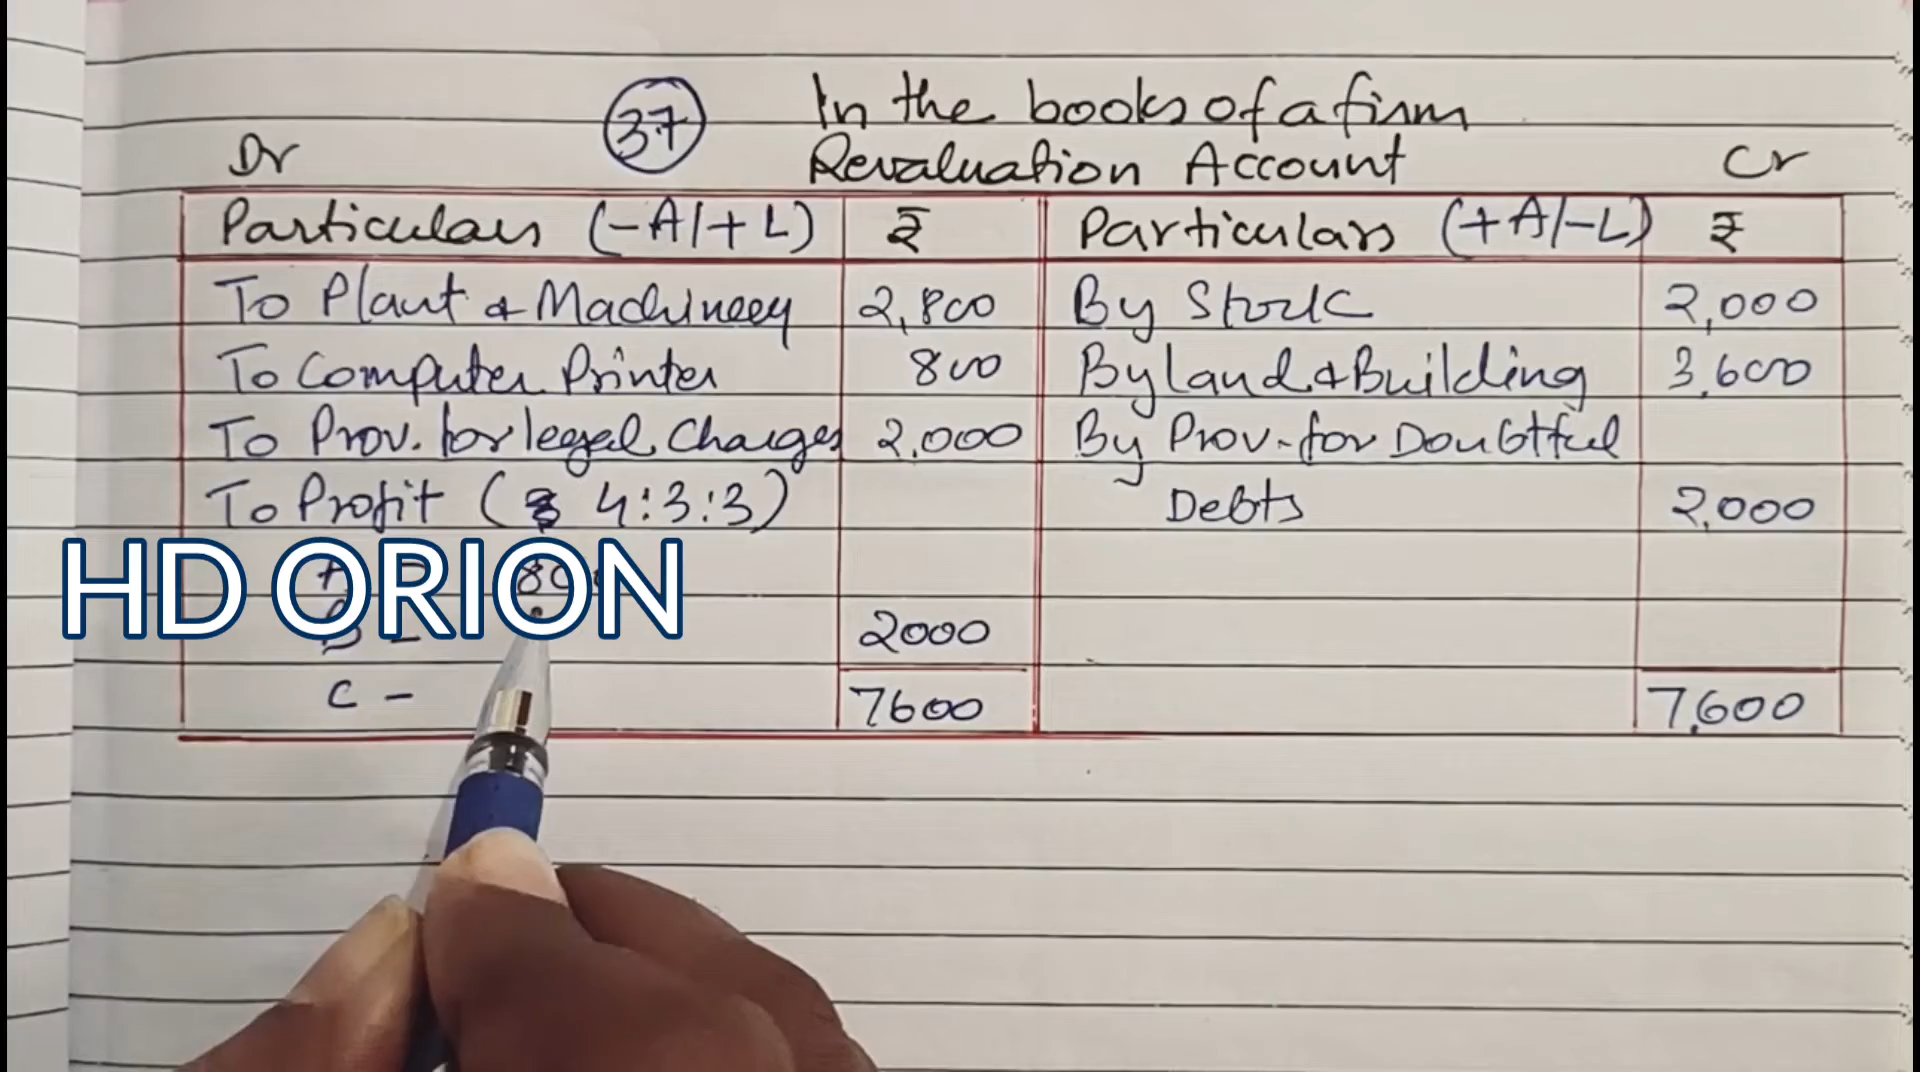 37
In the books of a firm
Dr Revaluation Account Cr
Particulars (-A/+L) ₹ Particulars (+A/-L) ₹
To Plant & Machinery 2,800 By Stock 2,000
To Computer Printer 800 By Land & Building 3,600
To Prov. for legal Charges 2,000 By Prov. for Doubtful
To Profit ( 4:3:3) Debts 2,000
HD ORION
B - 2000
C - 7600 7,600